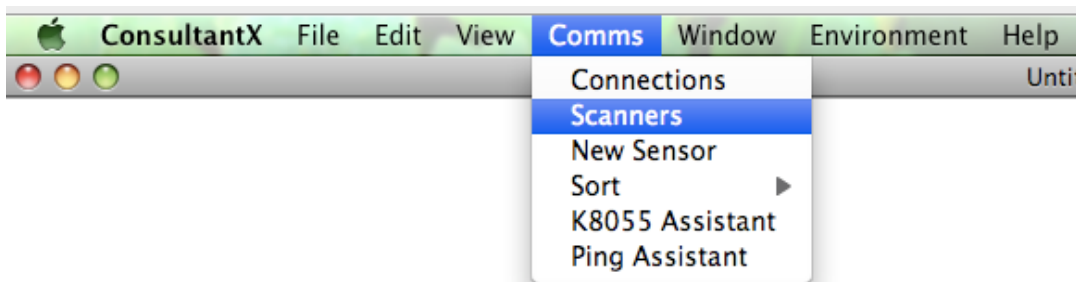 ConsultantX File Edit View Comms Window Environment Help
Unti
Connections
Scanners
New Sensor
Sort
K8055 Assistant
Ping Assistant